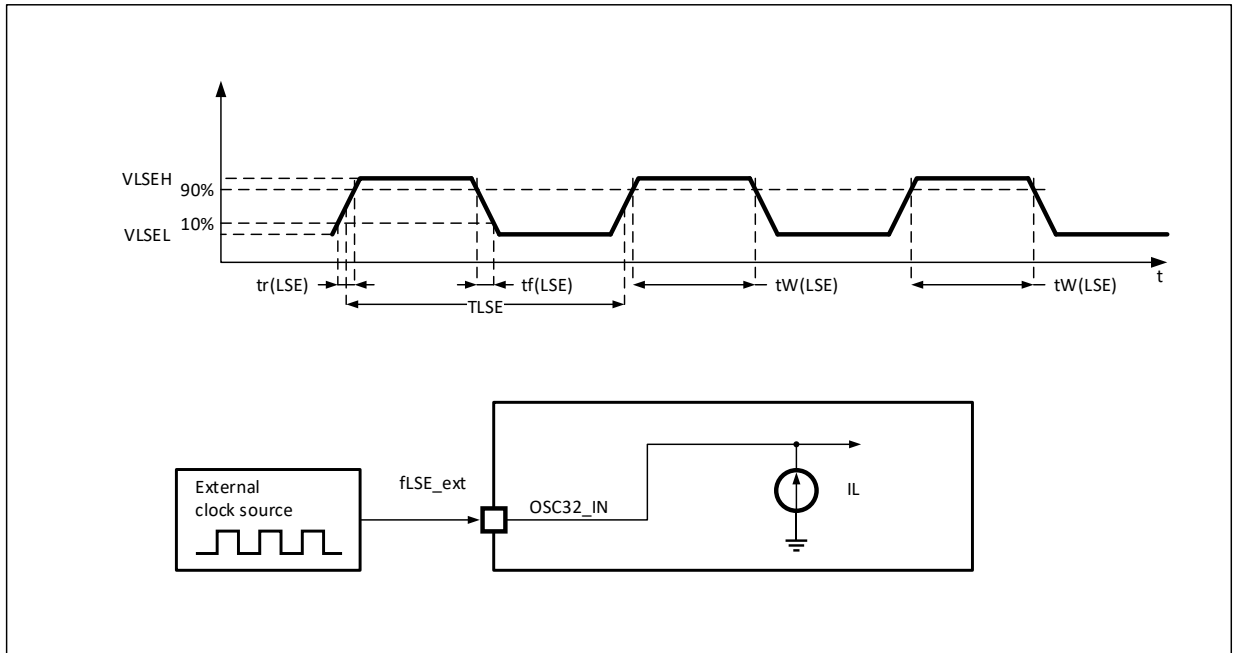 VLSEH
90%
10%
VLSEL
tr(LSE)
tf(LSE)
tW(LSE)
tW(LSE)
t
TLSE
External
clock source
fLSE_ext
OSC32_IN
IL